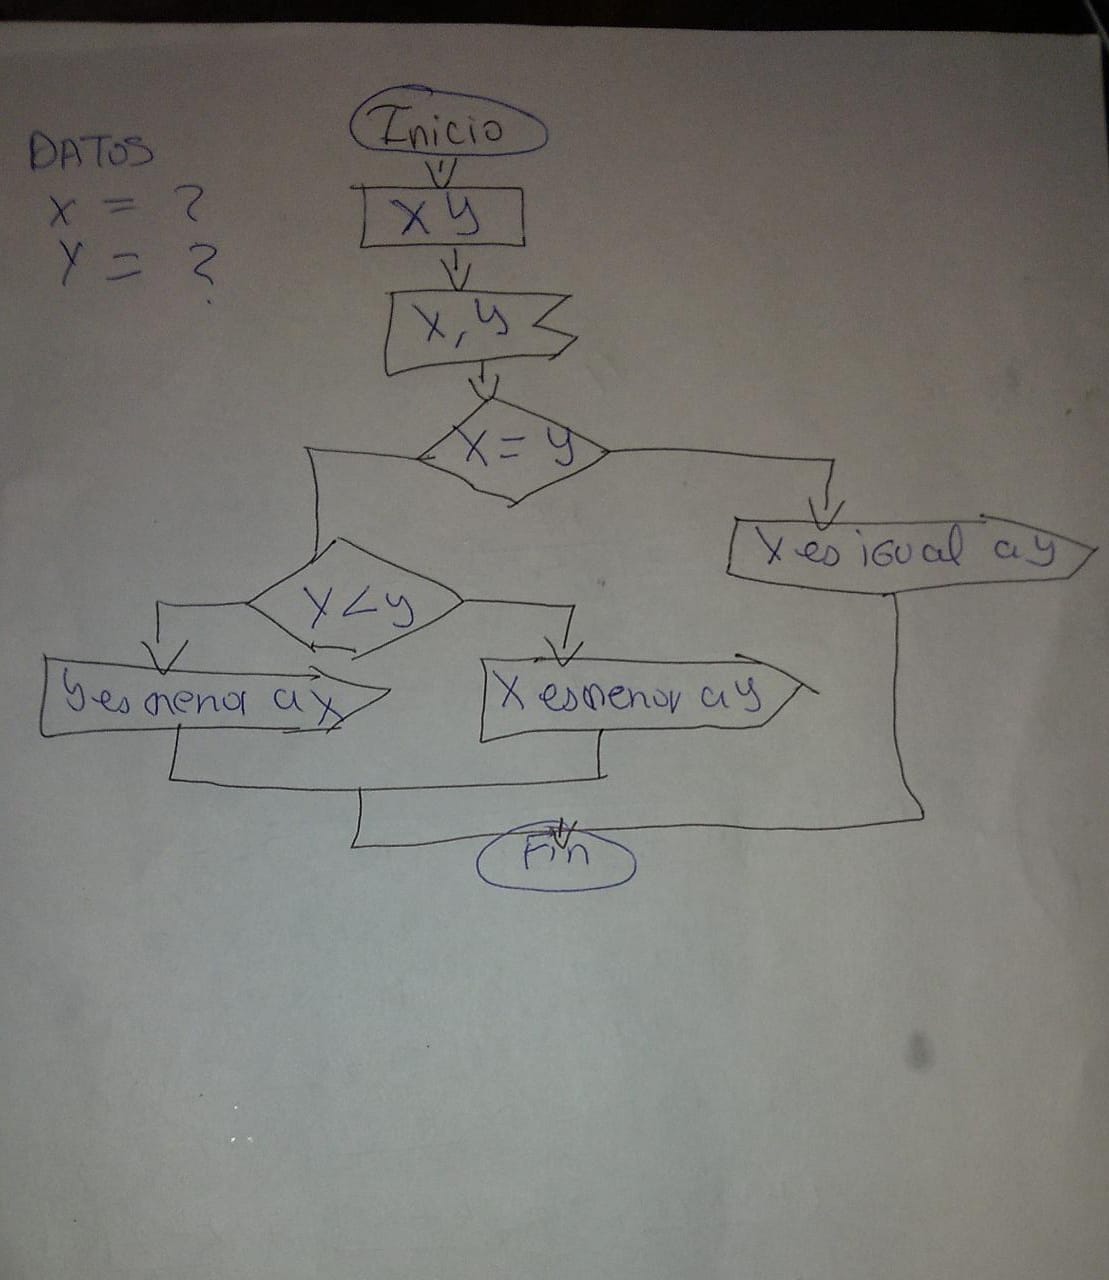 Inicio
DATOS
x = ?
Y = ?
x y
x, y
X = y
X es iGual a y
X < y
y es menor a x
X es menor a y
Fin